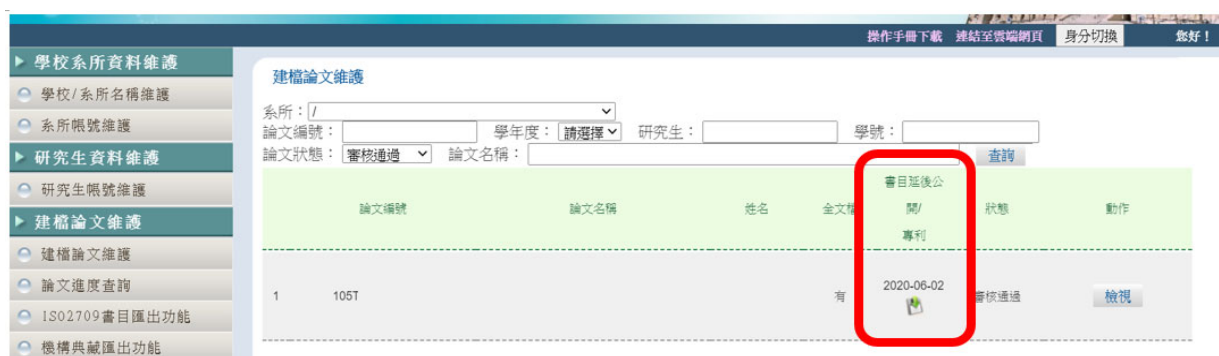 操作手冊下載 連結至雲端網頁 身分切換 您好！
學校系所資料維護
學校/系所名稱維護
系所帳號維護
研究生資料維護
研究生帳號維護
建檔論文維護
建檔論文維護
論文進度查詢
ISO2709書目匯出功能
機構典藏匯出功能
建檔論文維護
系所：/
論文編號： 學年度： 請選擇 研究生： 學號：
論文狀態： 審核通過 論文名稱： 查詢
論文編號 論文名稱 姓名 全文檔 書目延後公開/專利 狀態 動作
1 105T 有 2020-06-02 審核通過 檢視